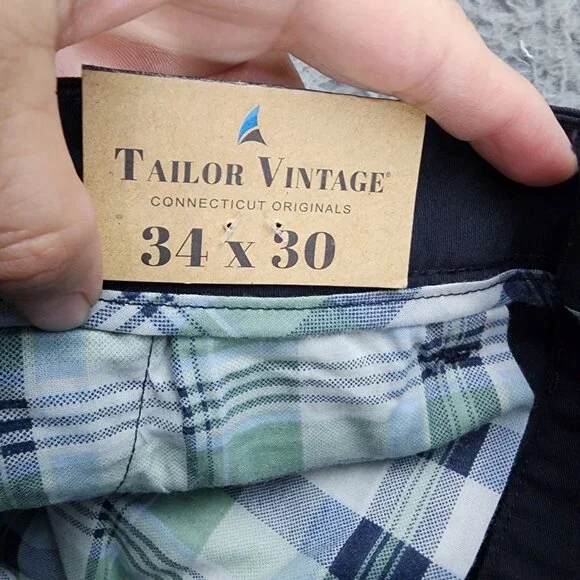 TAILOR VINTAGE®
CONNECTICUT ORIGINALS
34 x 30